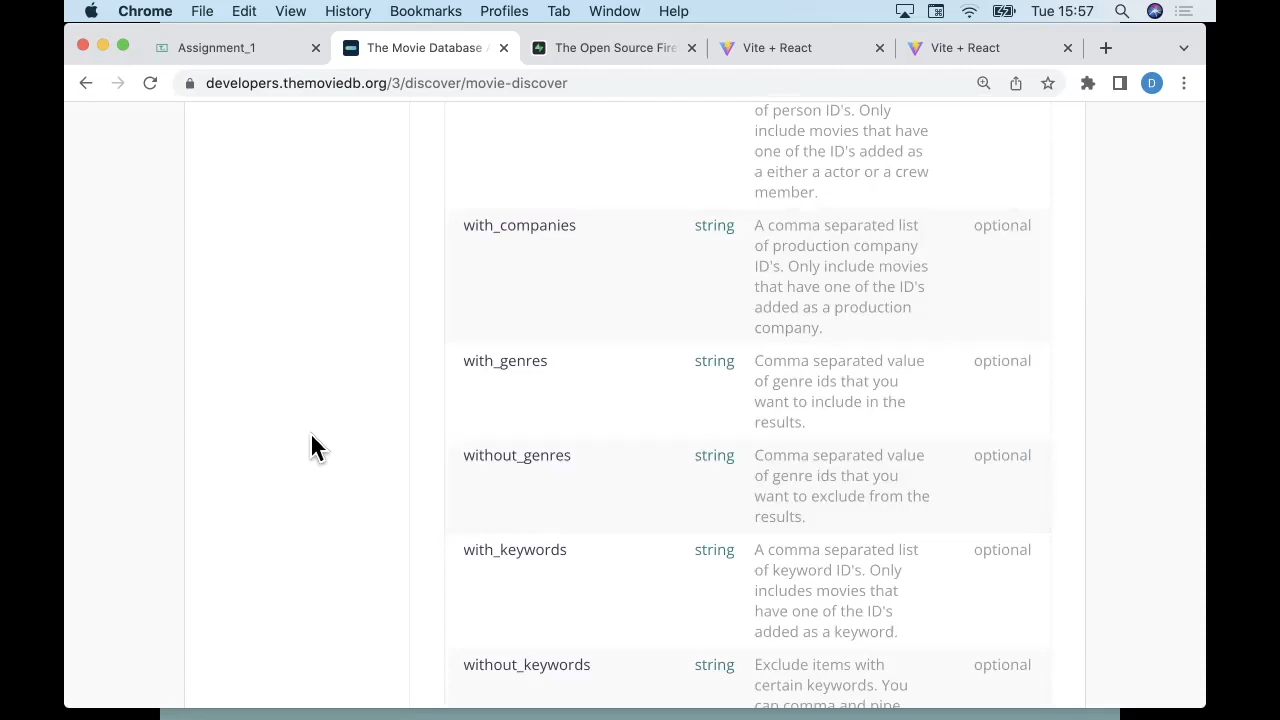 Chrome File Edit View History Bookmarks Profiles Tab Window Help Tue 15:57
Assignment_1 The Movie Database The Open Source Fire Vite + React Vite + React
developers.themoviedb.org/3/discover/movie-discover D
of person ID's. Only
include movies that have
one of the ID's added as
a either a actor or a crew
member.
with_companies string A comma separated list optional
of production company
ID's. Only include movies
that have one of the ID's
added as a production
company.
with_genres string Comma separated value optional
of genre ids that you
want to include in the
results.
without_genres string Comma separated value optional
of genre ids that you
want to exclude from the
results.
with_keywords string A comma separated list optional
of keyword ID's. Only
includes movies that
have one of the ID's
added as a keyword.
without_keywords string Exclude items with optional
certain keywords. You
can comma and pipe